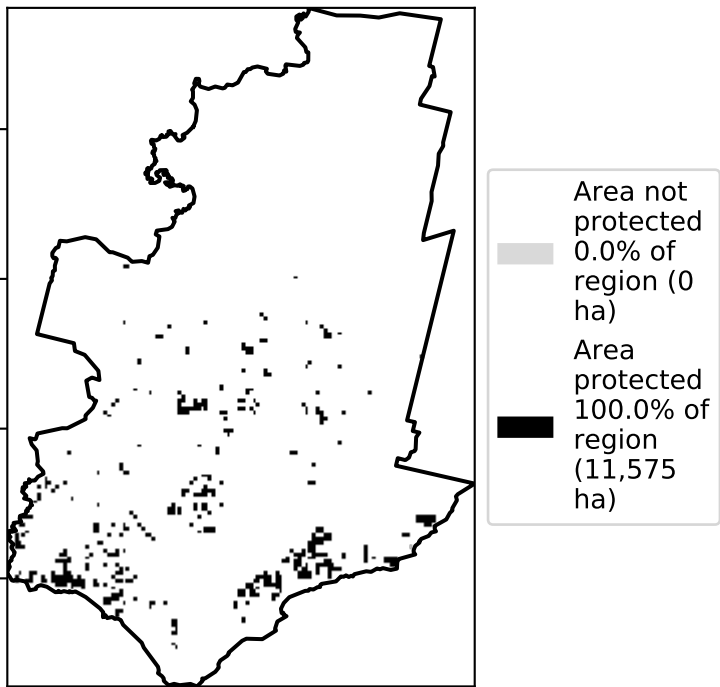 Area not
protected
0.0% of
region (0
ha)
Area
protected
100.0% of
region
(11,575
ha)